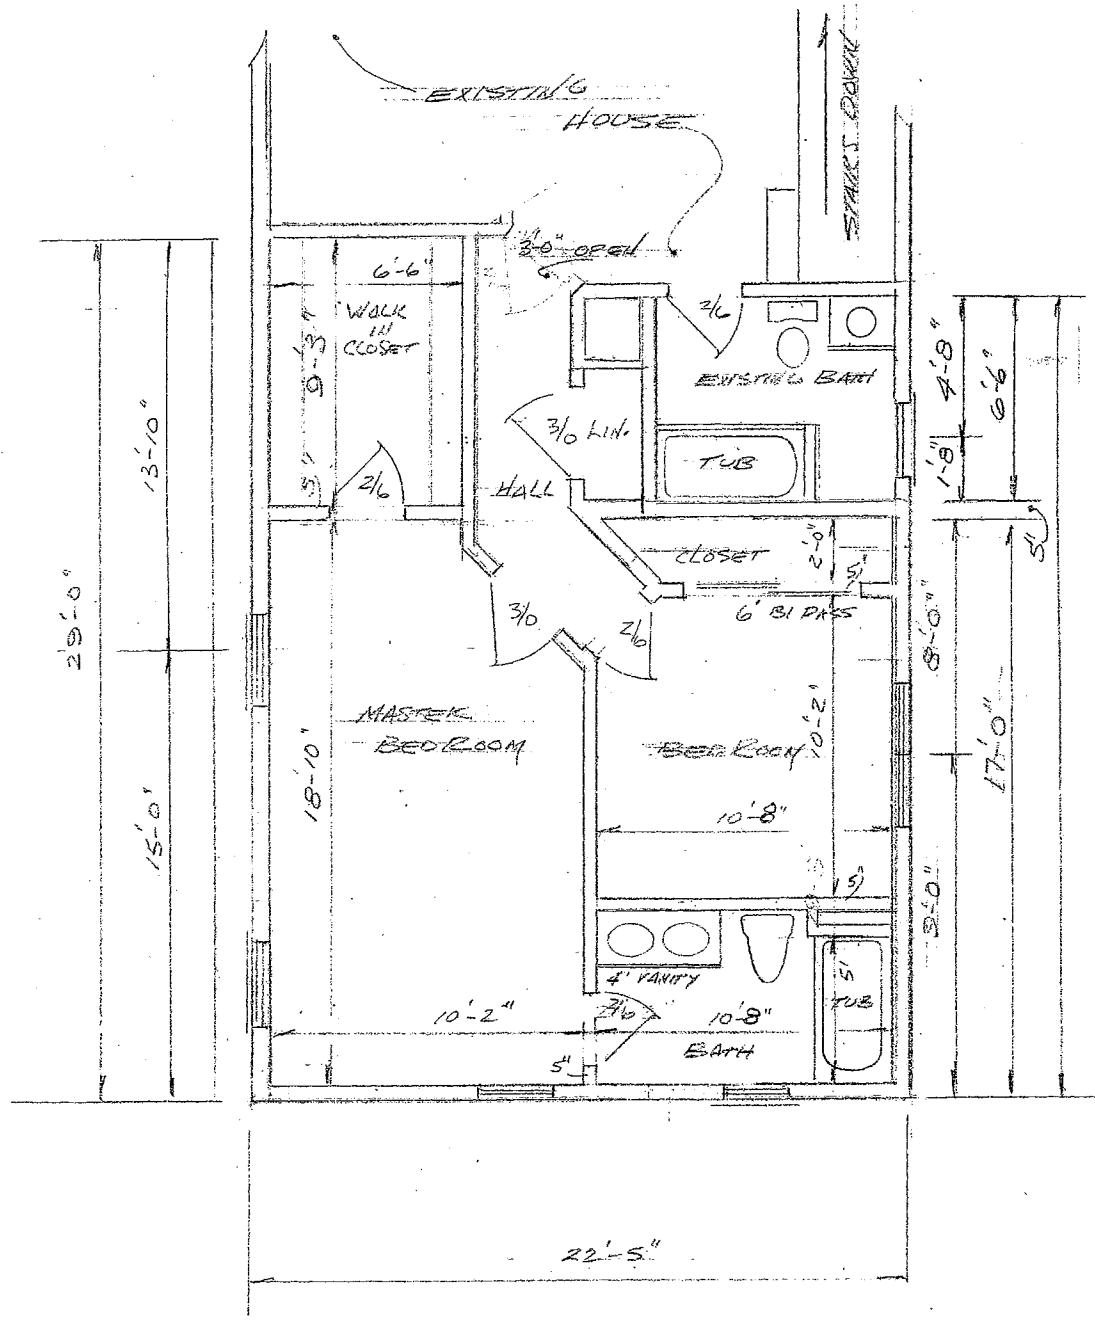 EXISTING
HOUSE
STAIRS DOWN
3'-0" OPEN
6'-6"
WALK
IN
CLOSET
9'-3"
5"
2/6
2/6
EXISTING BATH
3/0 LIN.
TUB
HALL
4'-8"
6'6"
1'-8"
5"
13'-10"
29'-0"
15'-0"
CLOSET
2'-0"
5"
6' BI PASS
3/0
2/6
8'-0"
17'-0"
9'-0"
MASTER
BEDROOM
18'-10"
BEDROOM
10'-2"
10'-8"
5"
4' VANITY
5'
TUB
10'-2"
2/6
10'-8"
BATH
5"
22'-5"